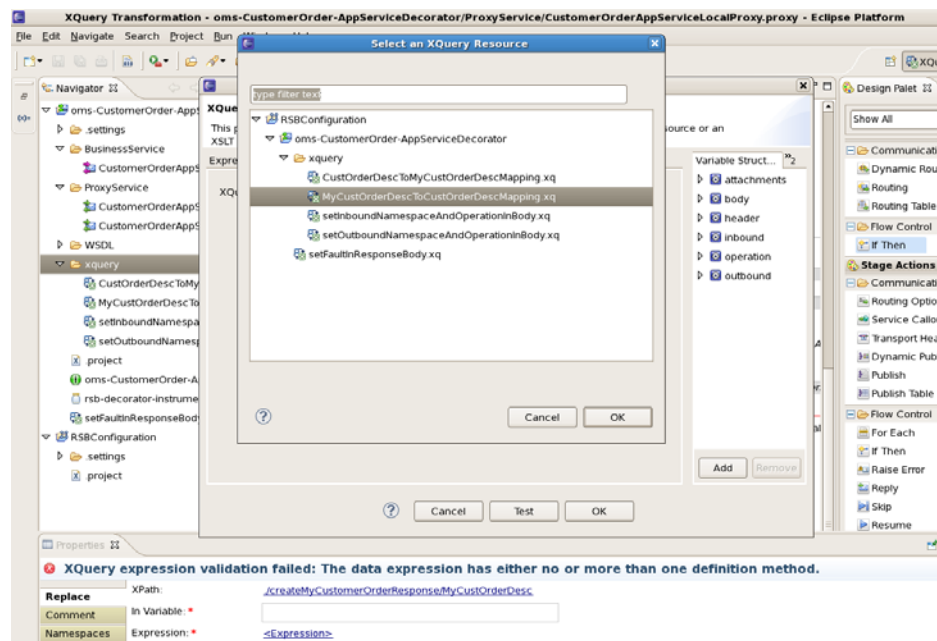 XQuery Transformation - oms-CustomerOrder-AppServiceDecorator/ProxyService/CustomerOrderAppServiceLocalProxy.proxy - Eclipse Platform
File Edit Navigate Search Project Run
Select an XQuery Resource
type filter text
RSBConfiguration
oms-CustomerOrder-AppServiceDecorator
xquery
CustOrderDescToMyCustOrderDescMapping.xq
MyCustOrderDescToCustOrderDescMapping.xq
setInboundNamespaceAndOperationInBody.xq
setOutboundNamespaceAndOperationInBody.xq
setFaultInResponseBody.xq
Cancel
OK
Navigator
oms-CustomerOrder-AppS
.settings
BusinessService
CustomerOrderAppS
ProxyService
CustomerOrderAppS
CustomerOrderAppS
WSDL
xquery
CustOrderDescToMy
MyCustOrderDescTo
setInboundNamespa
setOutboundNamesp
.project
oms-CustomerOrder-A
rsb-decorator-instrume
setFaultInResponseBody
RSBConfiguration
.settings
.project
XQue
This p
XSLT
source or an
Expre
XQu
Variable Struct...
2
attachments
body
header
inbound
operation
outbound
Add
Remove
Cancel
Test
OK
XQu
Design Palet
Show All
Communicati
Dynamic Rou
Routing
Routing Table
Flow Control
If Then
Stage Actions
Communicati
Routing Optio
Service Callo
Transport Hea
Dynamic Pub
Publish
Publish Table
Flow Control
For Each
If Then
Raise Error
Reply
Skip
Resume
Properties
XQuery expression validation failed: The data expression has either no or more than one definition method.
Replace
XPath:
./createMyCustomerOrderResponse/MyCustOrderDesc
Comment
In Variable: *
Namespaces
Expression: *
<Expression>